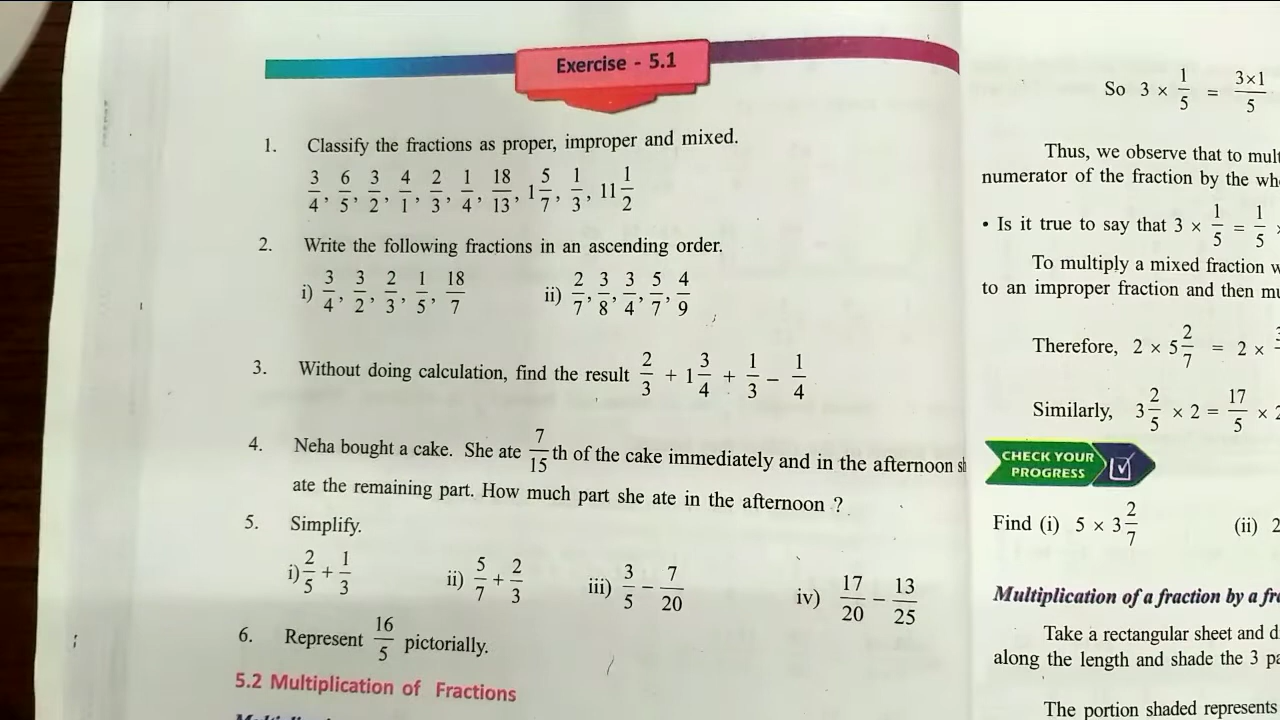 Exercise - 5.1
1. Classify the fractions as proper, improper and mixed.
3/4, 6/5, 3/2, 4/1, 2/3, 1/4, 18/13, 1 5/7, 1/3, 11 1/2
2. Write the following fractions in an ascending order.
i) 3/4, 3/2, 2/3, 1/5, 18/7 ii) 2/7, 3/8, 3/4, 5/7, 4/9
3. Without doing calculation, find the result 2/3 + 1 3/4 + 1/3 − 1/4
4. Neha bought a cake. She ate 7/15 th of the cake immediately and in the afternoon
ate the remaining part. How much part she ate in the afternoon ?
5. Simplify.
i) 2/5 + 1/3 ii) 5/7 + 2/3 iii) 3/5 − 7/20 iv) 17/20 − 13/25
6. Represent 16/5 pictorially.
5.2 Multiplication of Fractions
So 3 × 1/5 = 3×1/5
Thus, we observe that to
numerator of the fraction by the
• Is it true to say that 3 × 1/5 = 1/5
To multiply a mixed fraction
to an improper fraction and then
Therefore, 2 × 5 2/7 = 2 ×
Similarly, 3 2/5 × 2 = 17/5 ×
CHECK YOUR
PROGRESS
Find (i) 5 × 3 2/7 (ii) 2
Multiplication of a fraction by a
Take a rectangular sheet and
along the length and shade the 3
The portion shaded represents